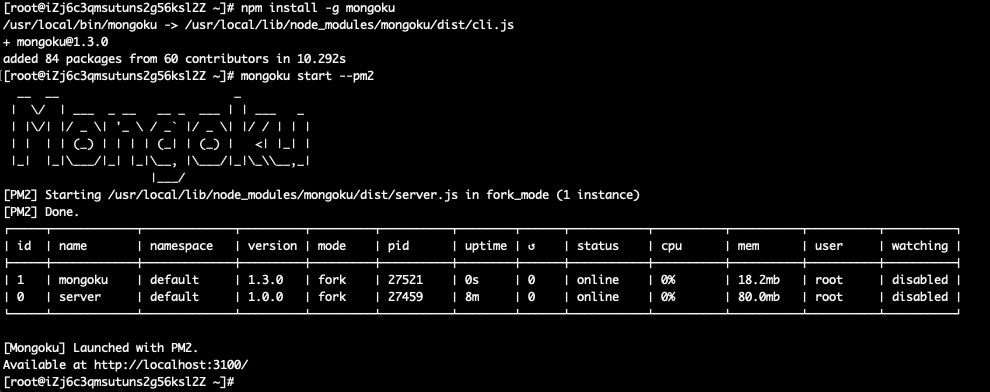 [root@iZj6c3qmsutuns2g56ksl2Z ~]# npm install -g mongoku
/usr/local/bin/mongoku -> /usr/local/lib/node_modules/mongoku/dist/cli.js
+ mongoku@1.3.0
added 84 packages from 60 contributors in 10.292s
[root@iZj6c3qmsutuns2g56ksl2Z ~]# mongoku start --pm2
Mongoku
[PM2] Starting /usr/local/lib/node_modules/mongoku/dist/server.js in fork_mode (1 instance)
[PM2] Done.
| id | name | namespace | version | mode | pid | uptime | ↺ | status | cpu | mem | user | watching |
| 1 | mongoku | default | 1.3.0 | fork | 27521 | 0s | 0 | online | 0% | 18.2mb | root | disabled |
| 0 | server | default | 1.0.0 | fork | 27459 | 8m | 0 | online | 0% | 80.0mb | root | disabled |
[Mongoku] Launched with PM2.
Available at http://localhost:3100/
[root@iZj6c3qmsutuns2g56ksl2Z ~]#